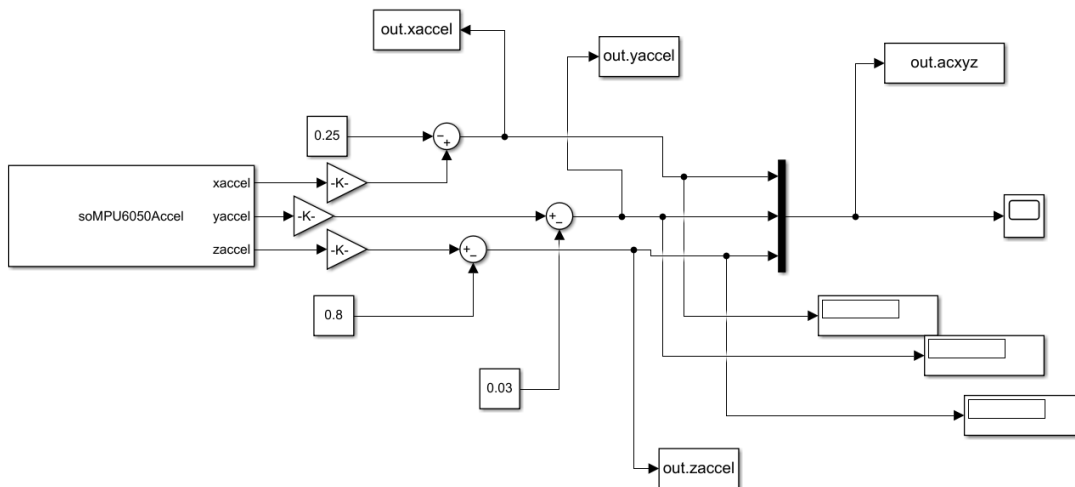 out.xaccel
out.yaccel
out.acxyz
0.25
xaccel
-K-
soMPU6050Accel
yaccel
-K-
zaccel
-K-
0.8
0.03
out.zaccel